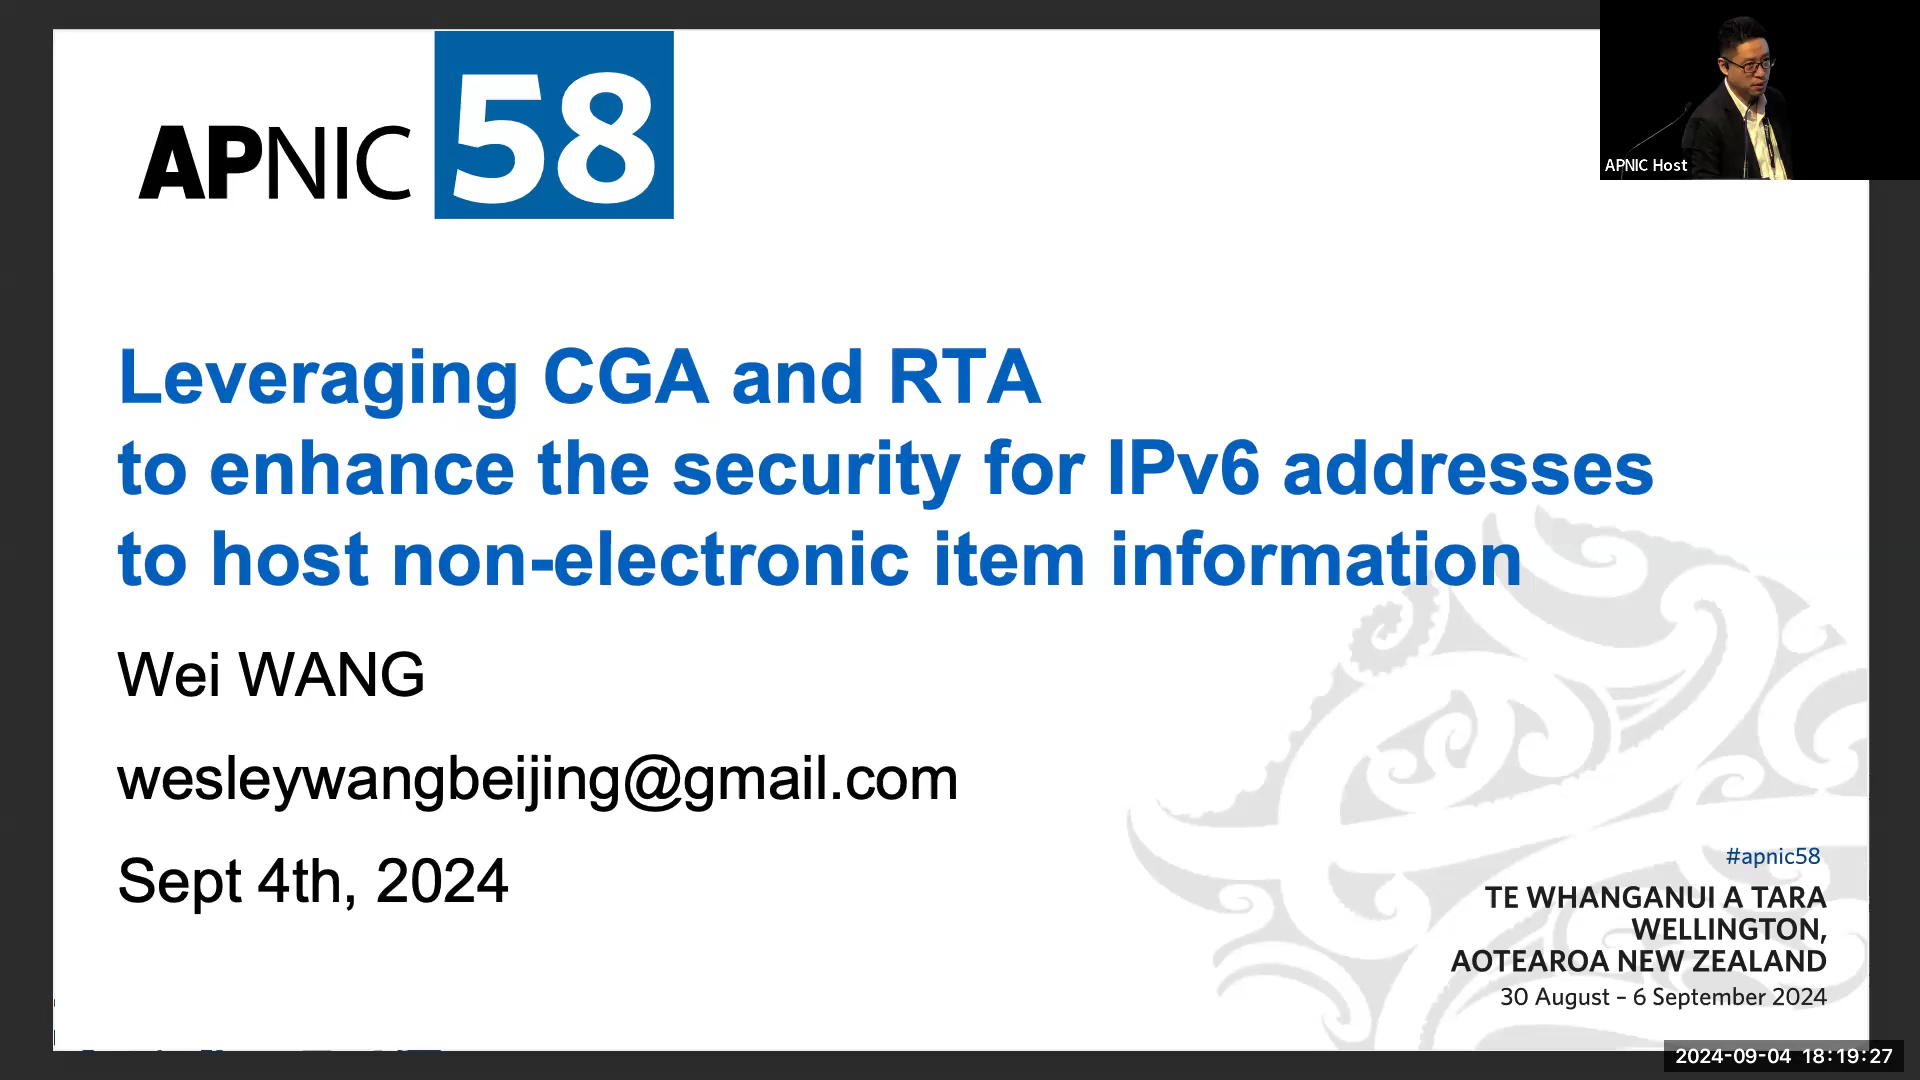 APNIC 58
APNIC Host
Leveraging CGA and RTA
to enhance the security for IPv6 addresses
to host non-electronic item information
Wei WANG
wesleywangbeijing@gmail.com
Sept 4th, 2024
#apnic58
TE WHANGANUI A TARA
WELLINGTON,
AOTEAROA NEW ZEALAND
30 August – 6 September 2024
2024-09-04 18:19:27